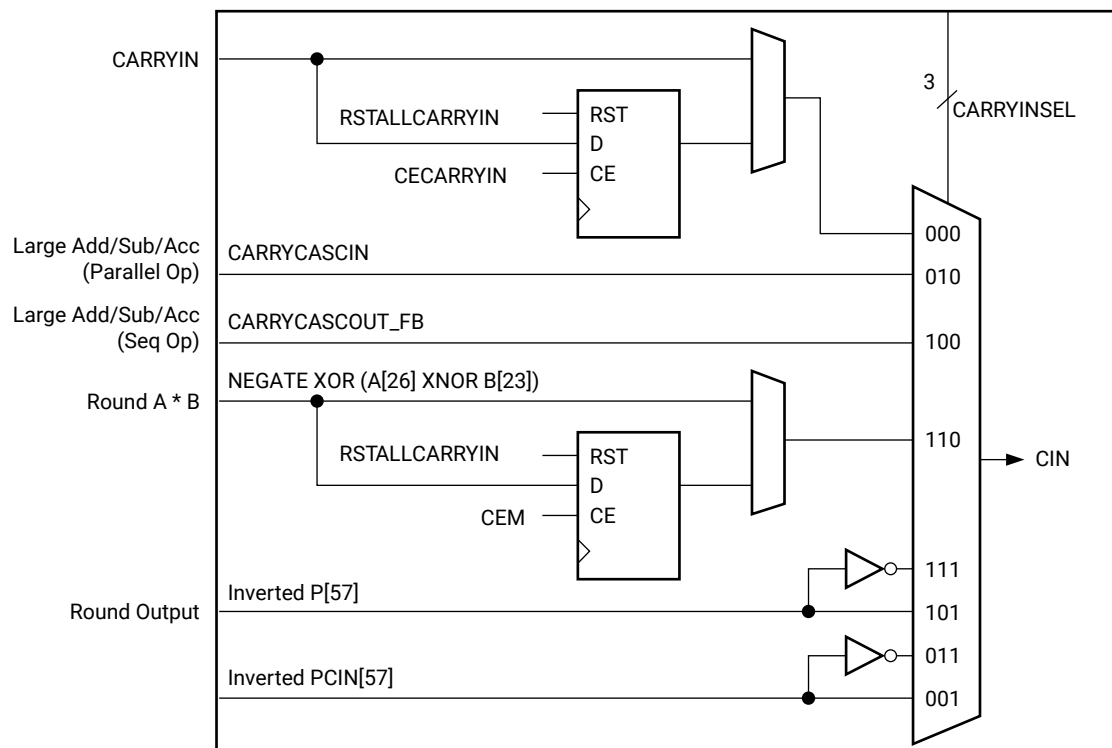 CARRYIN
3
CARRYINSEL
RSTALLCARRYIN
RST
D
CECARRYIN
CE
000
Large Add/Sub/Acc
(Parallel Op)
CARRYCASCIN
010
Large Add/Sub/Acc
(Seq Op)
CARRYCASCOUT_FB
100
NEGATE XOR (A[26] XNOR B[23])
Round A * B
110
RSTALLCARRYIN
RST
D
CEM
CE
CIN
111
Inverted P[57]
Round Output
101
011
Inverted PCIN[57]
001